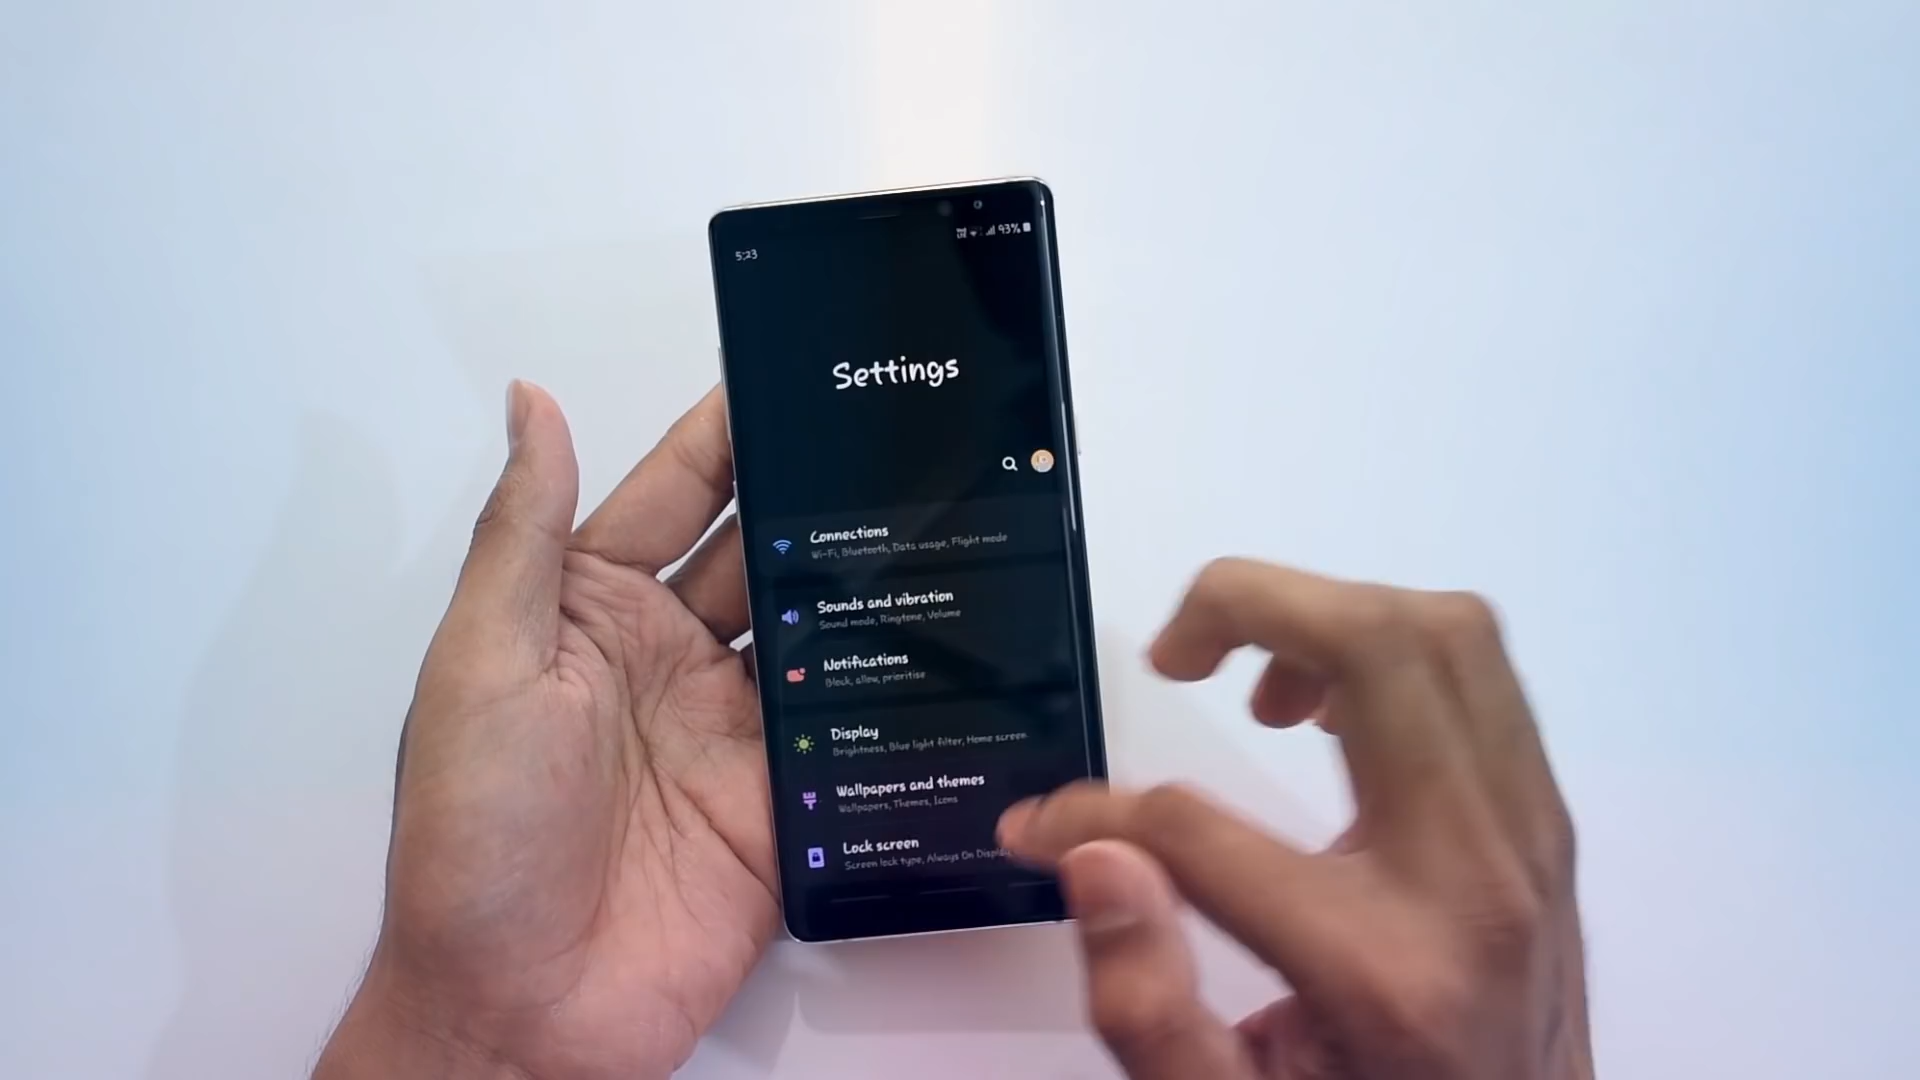 5:23
93%
Settings
Connections
Wi-Fi, Bluetooth, Data usage, Flight mode
Sounds and vibration
Sound mode, Ringtone, Volume
Notifications
Block, allow, prioritise
Display
Brightness, Blue light filter, Home screen
Wallpapers and themes
Wallpapers, Themes, Icons
Lock screen
Screen lock type, Always On Display